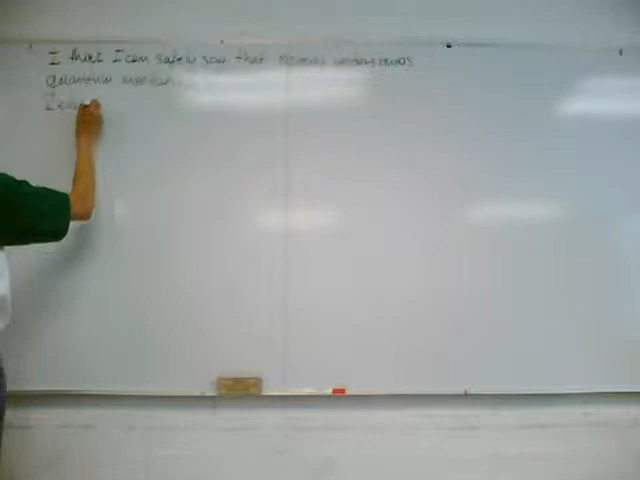 I think I can safely say that nobody understands
quantum mechanics.